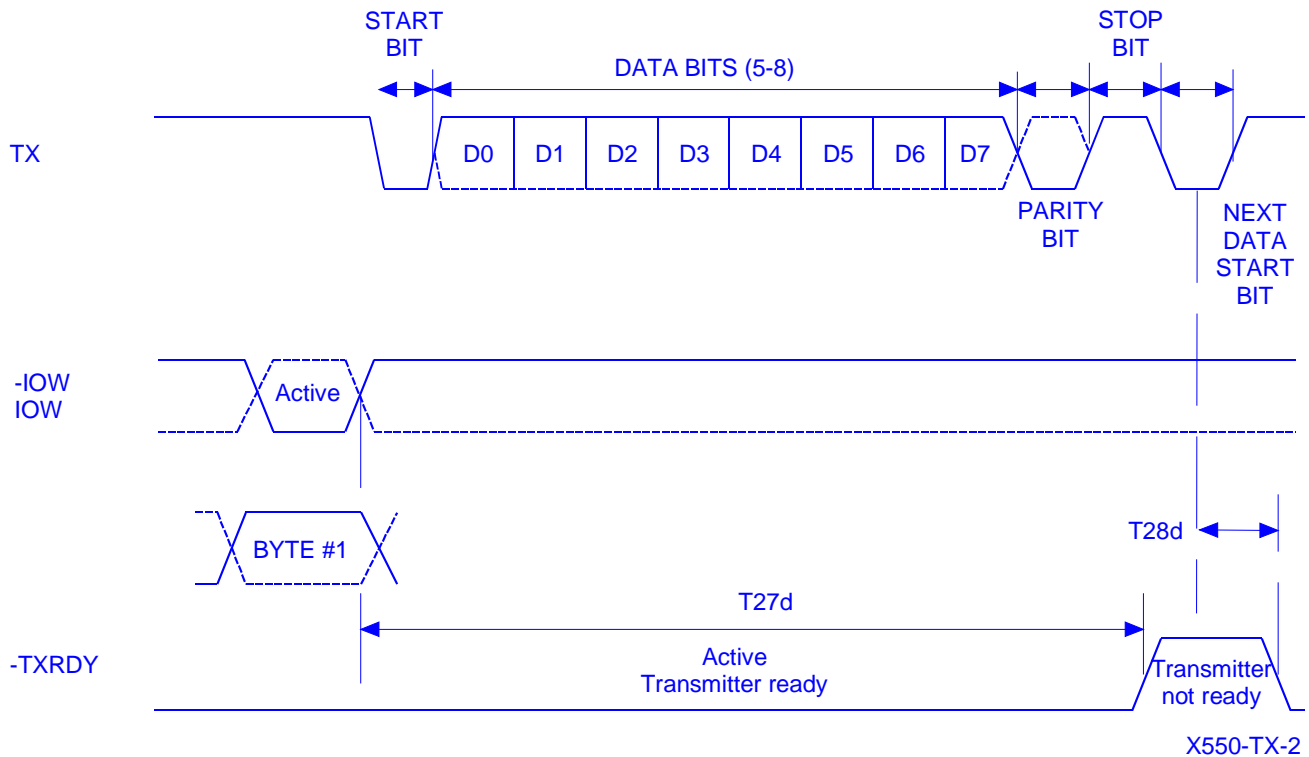 START
BIT
DATA BITS (5-8)
STOP
BIT
TX
D0 D1 D2 D3 D4 D5 D6 D7
PARITY
BIT
NEXT
DATA
START
BIT
-IOW
IOW
Active
BYTE #1
T28d
T27d
-TXRDY
Active
Transmitter ready
Transmitter
not ready
X550-TX-2